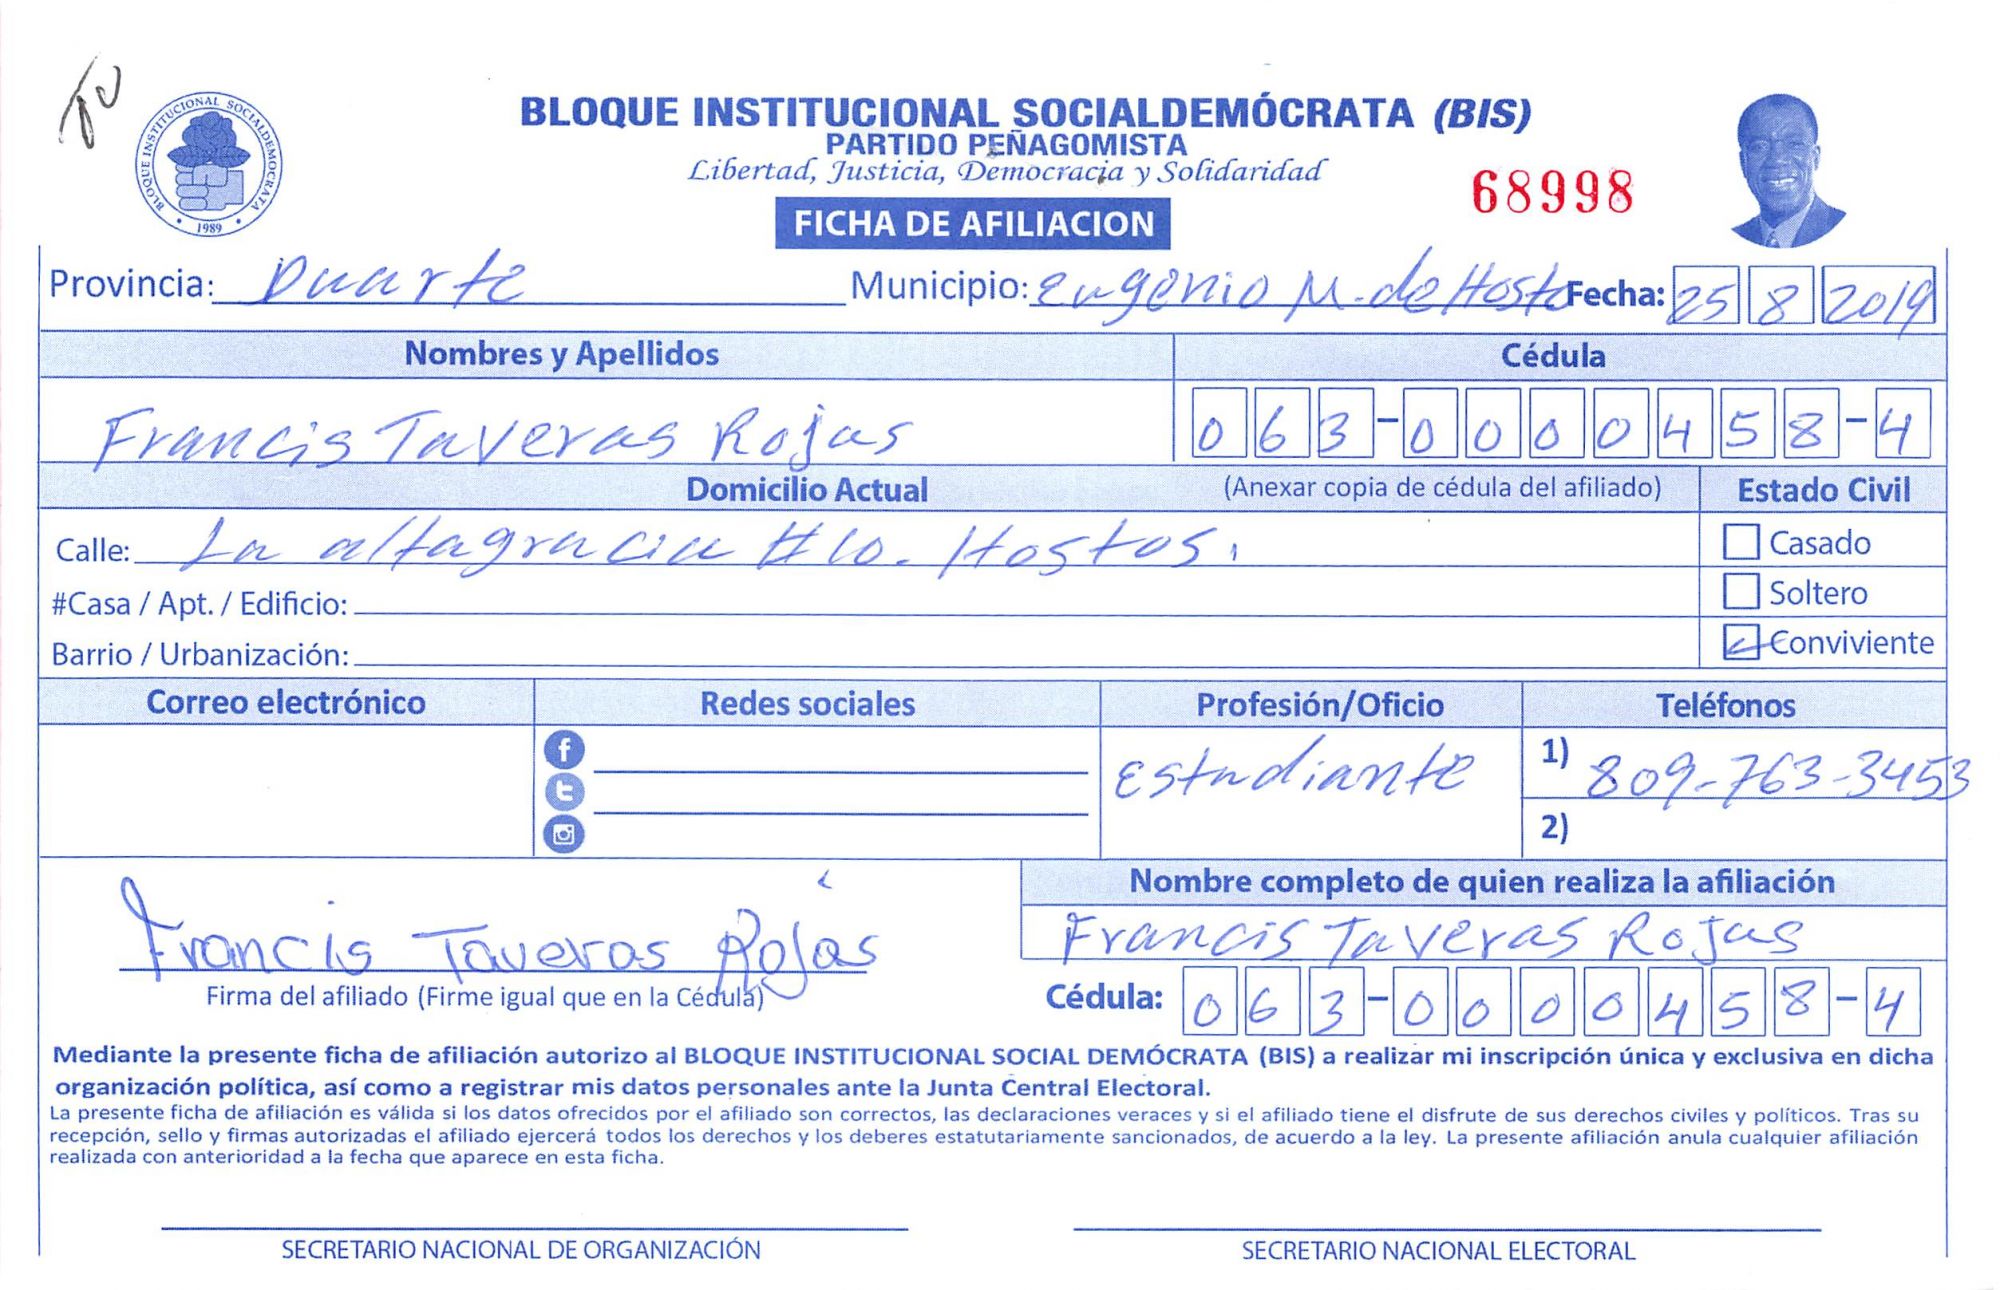 BLOQUE INSTITUCIONAL SOCIALDEMOCRATA
1989
BLOQUE INSTITUCIONAL SOCIALDEMÓCRATA (BIS)
PARTIDO PEÑAGOMISTA
Libertad, Justicia, Democracia y Solidaridad
68998
FICHA DE AFILIACION
Provincia: Duarte Municipio: Eugenio M. de Hosto Fecha: 25 8 2019
Nombres y Apellidos Cédula
Francis Taveras Rojas 063-0000458-4
Domicilio Actual (Anexar copia de cédula del afiliado) Estado Civil
Calle: La altagracia #10. Hostos. Casado
#Casa / Apt. / Edificio: Soltero
Barrio / Urbanización: Conviviente
Correo electrónico Redes sociales Profesión/Oficio Teléfonos
Estudiante 1) 809-763-3453
2)
Nombre completo de quien realiza la afiliación
Francis Taveras Rojas Francis Taveras Rojas
Firma del afiliado (Firme igual que en la Cédula) Cédula: 063-0000458-4
Mediante la presente ficha de afiliación autorizo al BLOQUE INSTITUCIONAL SOCIAL DEMÓCRATA (BIS) a realizar mi inscripción única y exclusiva en dicha
organización política, así como a registrar mis datos personales ante la Junta Central Electoral.
La presente ficha de afiliación es válida si los datos ofrecidos por el afiliado son correctos, las declaraciones veraces y si el afiliado tiene el disfrute de sus derechos civiles y políticos. Tras su
recepción, sello y firmas autorizadas el afiliado ejercerá todos los derechos y los deberes estatutariamente sancionados, de acuerdo a la ley. La presente afiliación anula cualquier afiliación
realizada con anterioridad a la fecha que aparece en esta ficha.
SECRETARIO NACIONAL DE ORGANIZACIÓN SECRETARIO NACIONAL ELECTORAL